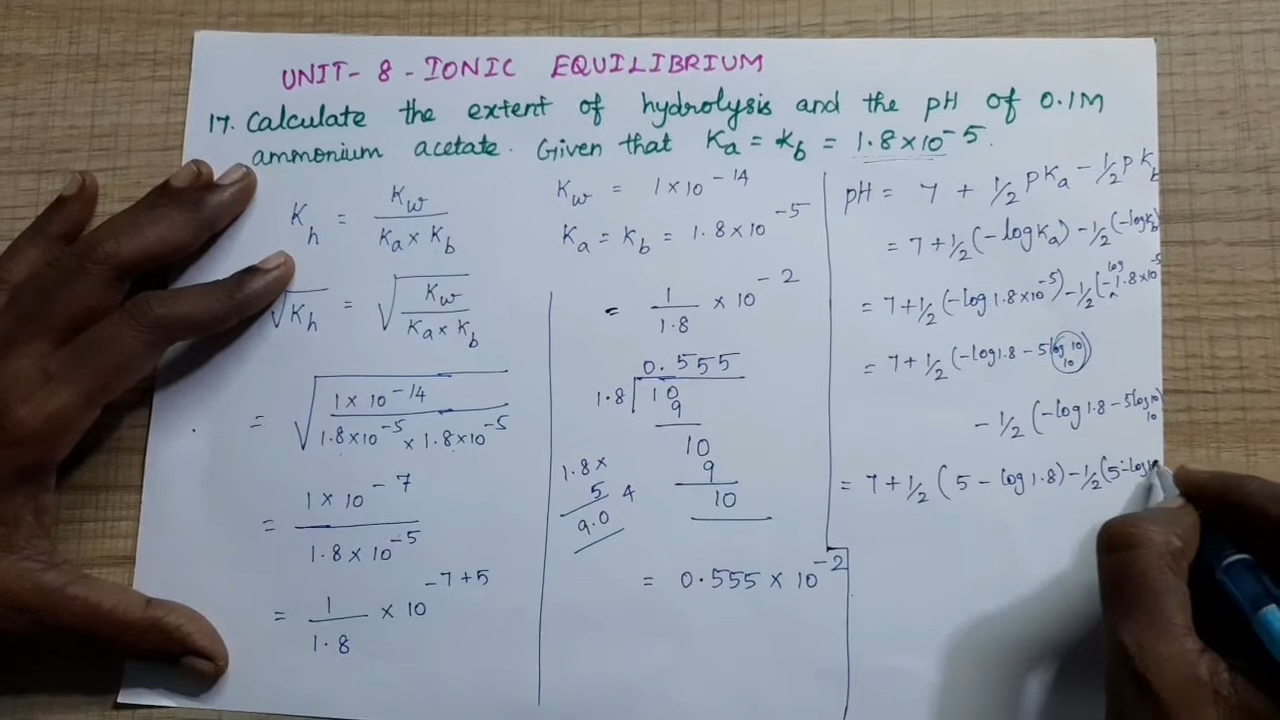 UNIT- 8 - IONIC EQUILIBRIUM
17. Calculate the extent of hydrolysis and the pH of 0.1M
ammonium acetate. Given that Ka = Kb = 1.8×10^-5.
Kh = Kw / Ka × Kb
√Kh = √(Kw / Ka × Kb)
= √(1 × 10^-14 / 1.8×10^-5 × 1.8×10^-5)
= 1 × 10^-7 / 1.8 × 10^-5
= 1 / 1.8 × 10^-7+5
Kw = 1×10^-14
Ka = Kb = 1.8×10^-5
= 1 / 1.8 × 10^-2
0.555
1.8 10
9
10
9
10
1.8 ×
5 4
9.0
= 0.555 × 10^-2
pH = 7 + 1/2 pKa - 1/2 pKb
= 7 + 1/2 (-log Ka) - 1/2 (-log Kb)
= 7 + 1/2 (-log 1.8×10^-5) - 1/2 (-log 1.8×10^-5
= 7 + 1/2 (-log 1.8 - 5 log 10 10)
- 1/2 (-log 1.8 - 5 log 10 10)
= 7 + 1/2 (5 - log 1.8) - 1/2 (5 - log